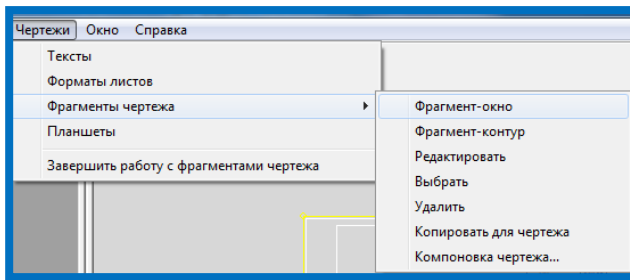 Чертежи Окно Справка
Тексты
Форматы листов
Фрагменты чертежа
Планшеты
Завершить работу с фрагментами чертежа
Фрагмент-окно
Фрагмент-контур
Редактировать
Выбрать
Удалить
Копировать для чертежа
Компоновка чертежа...